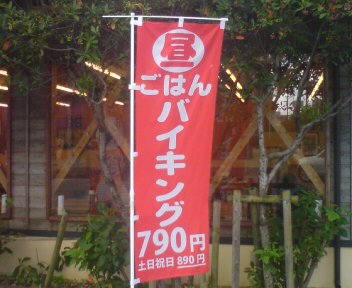 昼
ごはん
バイキング
790円
土日祝日 890円